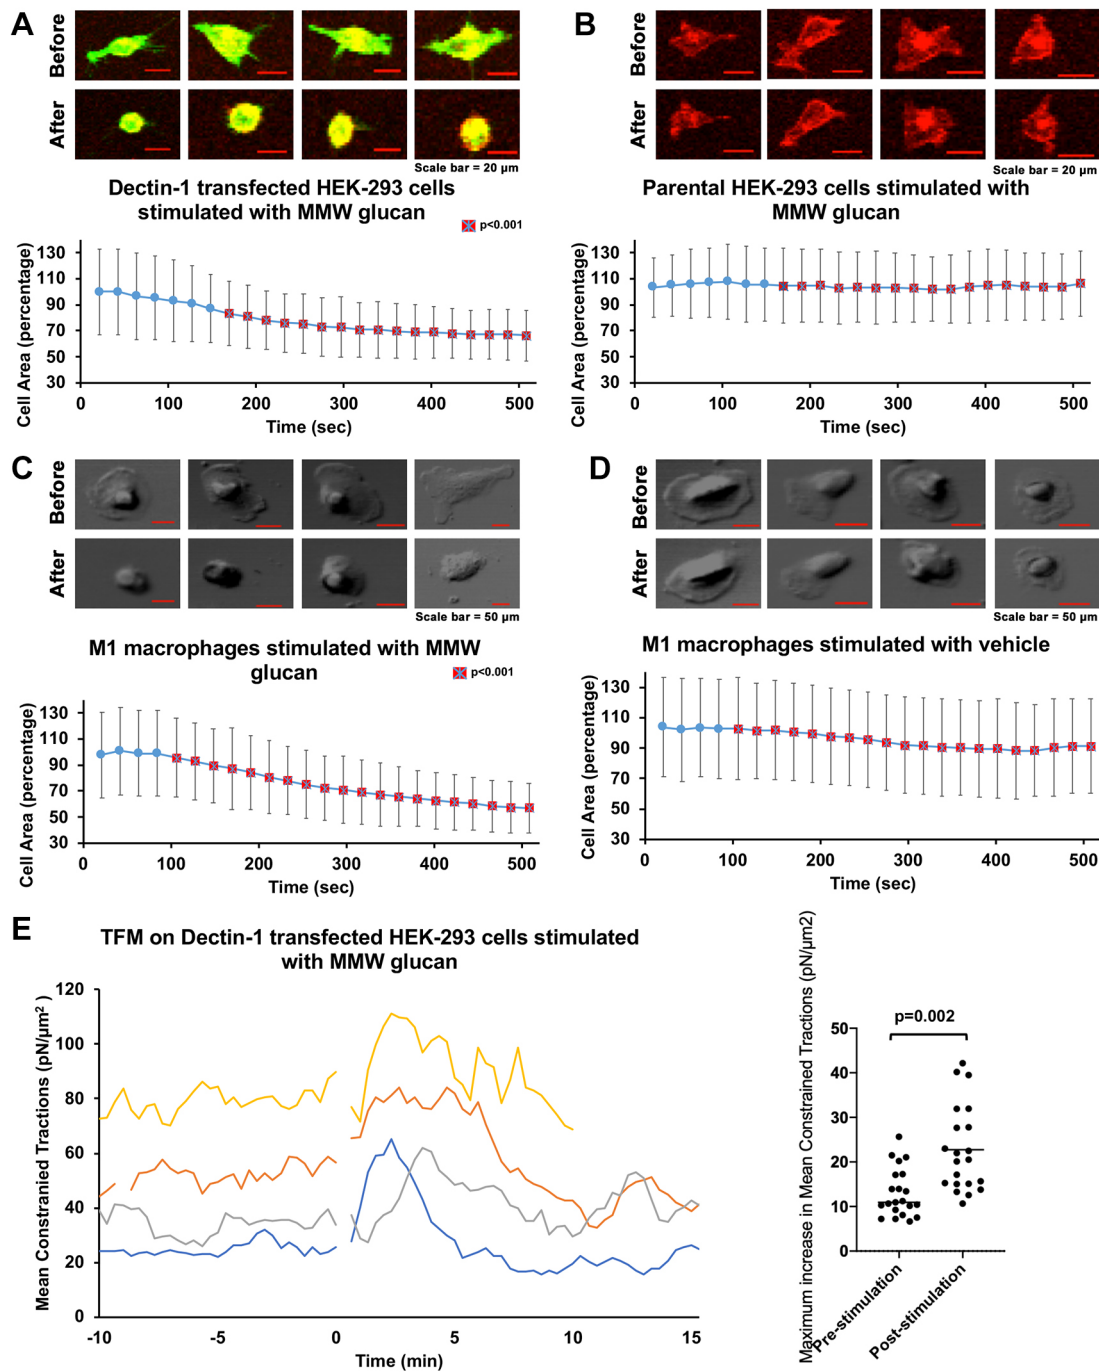 A
Before
After
Scale bar = 20 µm
Dectin-1 transfected HEK-293 cells
stimulated with MMW glucan
p<0.001
Cell Area (percentage)
130
110
90
70
50
30
0
100
200
300
400
500
Time (sec)
B
Before
After
Scale bar = 20 µm
Parental HEK-293 cells stimulated with
MMW glucan
Cell Area (percentage)
130
110
90
70
50
30
0
100
200
300
400
500
Time (sec)
C
Before
After
Scale bar = 50 µm
M1 macrophages stimulated with MMW
glucan
p<0.001
Cell Area (percentage)
130
110
90
70
50
30
0
100
200
300
400
500
Time (sec)
D
Before
After
Scale bar = 50 µm
M1 macrophages stimulated with vehicle
Cell Area (percentage)
130
110
90
70
50
30
0
100
200
300
400
500
Time (sec)
E
TFM on Dectin-1 transfected HEK-293 cells stimulated
with MMW glucan
Mean Constranied Tractions (pN/µm²)
120
100
80
60
40
20
0
-10
-5
0
5
10
15
Time (min)
Maximum increase in Mean Constrained Tractions (pN/µm2)
p=0.002
50
40
30
20
10
0
Pre-stimulation
Post-stimulation